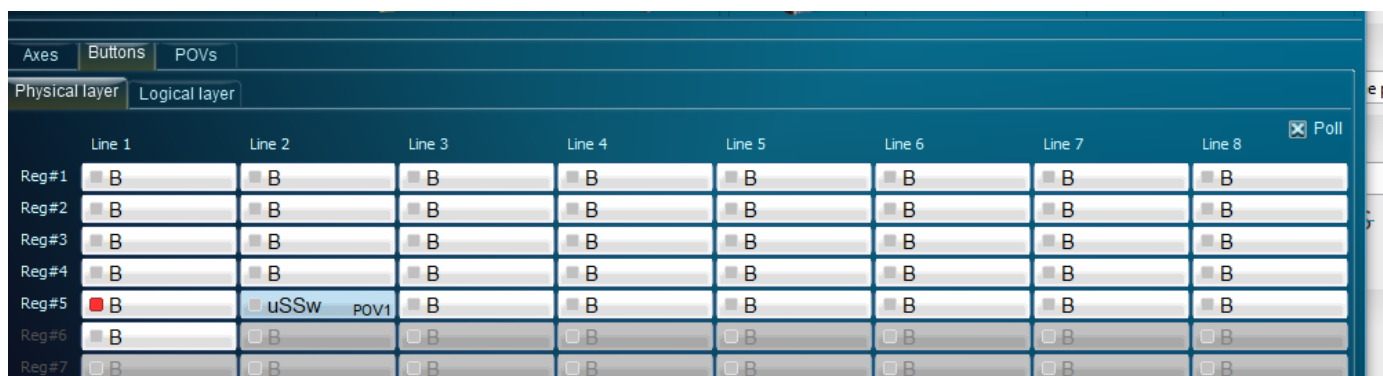 Axes Buttons POVs
Physical layer Logical layer
Poll
Line 1 Line 2 Line 3 Line 4 Line 5 Line 6 Line 7 Line 8
Reg#1 B B B B B B B B
Reg#2 B B B B B B B B
Reg#3 B B B B B B B B
Reg#4 B B B B B B B B
Reg#5 B uSSw POV1 B B B B B B
Reg#6 B B B B B B B B
Reg#7 B B B B B B B B